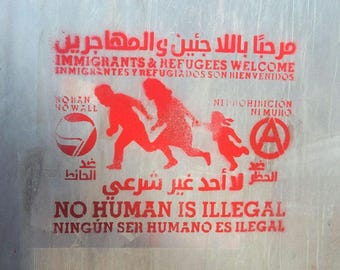 مرحبًا باللاجئين والمهاجرين
IMMIGRANTS & REFUGEES WELCOME
INMIGRANTES Y REFUGIADOS SON BIENVENIDOS
NO BAN
NO WALL
NI PROHIBICIÓN
NI MURO
ضد
الحائط
ضد
الحظر
لا أحد غير شرعي
NO HUMAN IS ILLEGAL
NINGÚN SER HUMANO ES ILEGAL